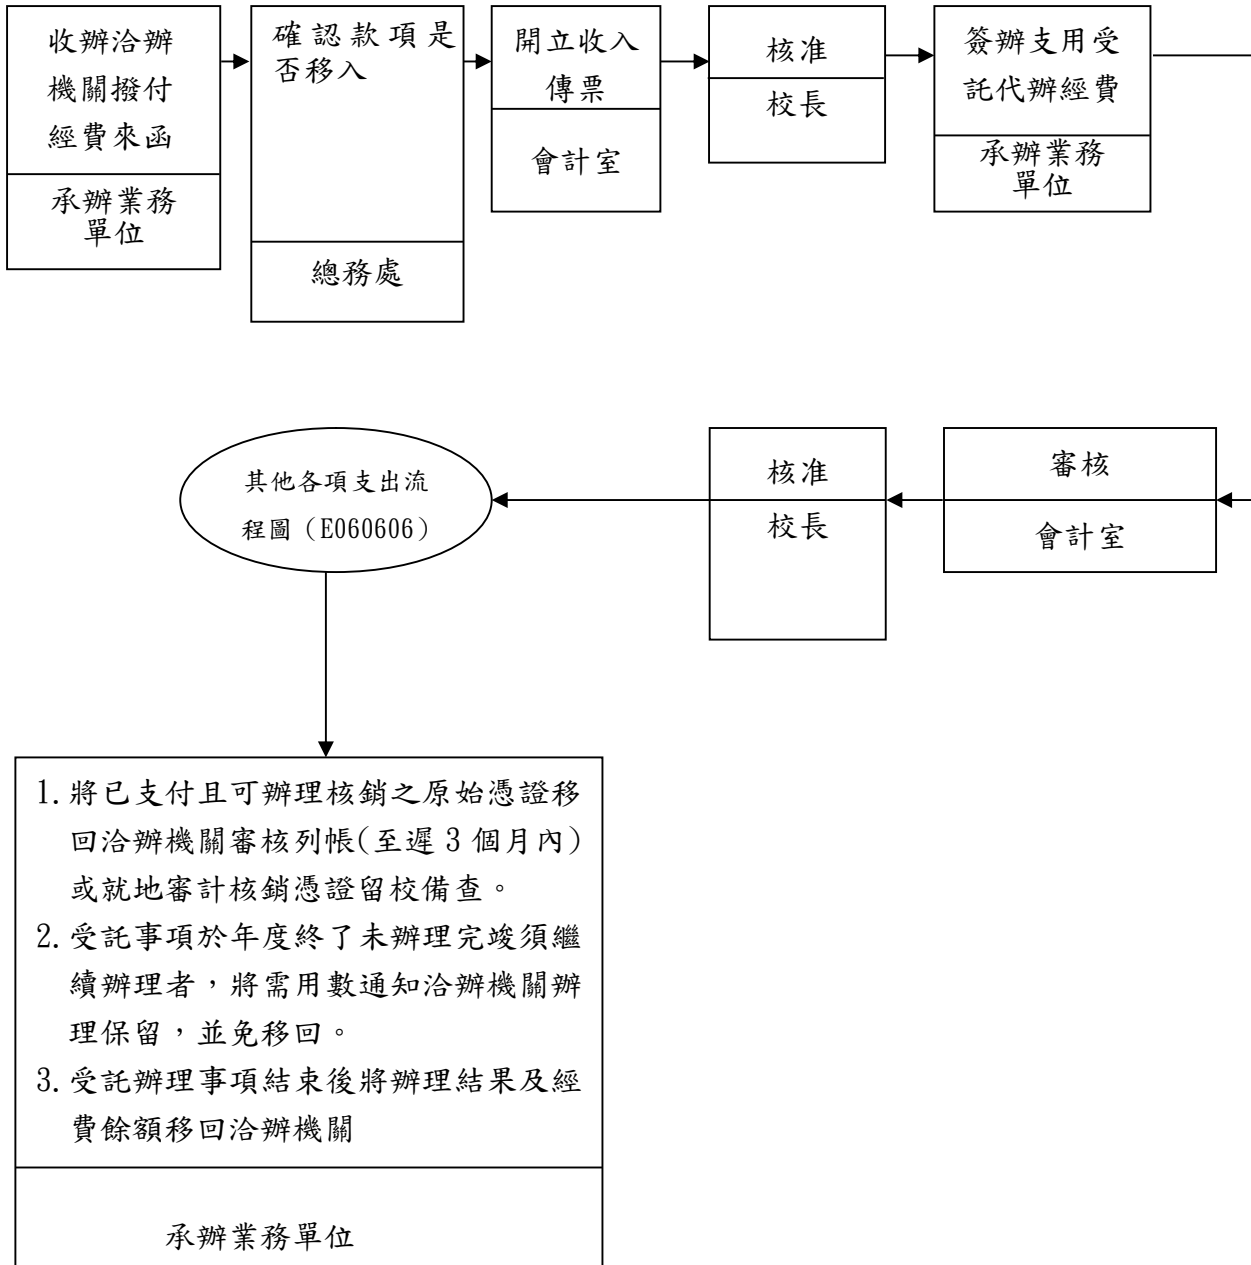 收辦洽辦
機關撥付
經費來函
承辦業務
單位
確認款項是
否移入
總務處
開立收入
傳票
會計室
核准
校長
簽辦支用受
託代辦經費
承辦業務
單位
審核
會計室
核准
校長
其他各項支出流
程圖（E060606）
1. 將已支付且可辦理核銷之原始憑證移
回洽辦機關審核列帳(至遲 3 個月內)
或就地審計核銷憑證留校備查。
2. 受託事項於年度終了未辦理完竣須繼
續辦理者，將需用數通知洽辦機關辦
理保留，並免移回。
3. 受託辦理事項結束後將辦理結果及經
費餘額移回洽辦機關
承辦業務單位